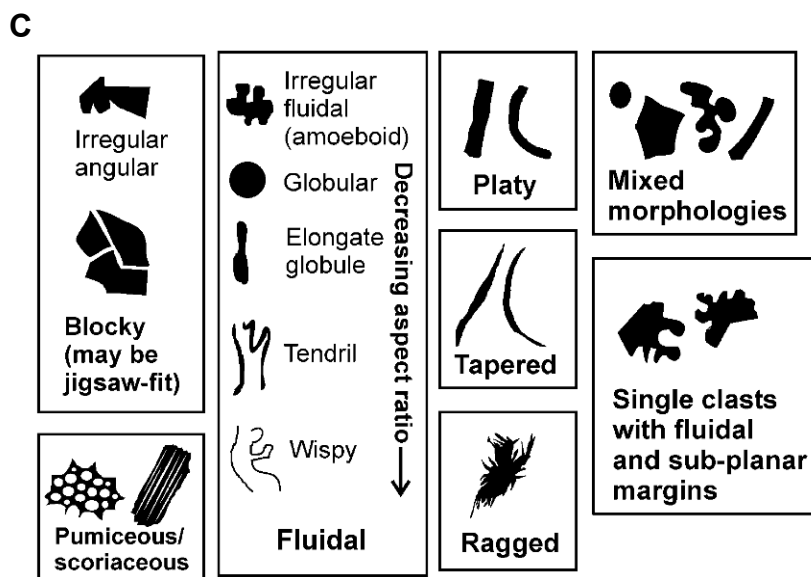 C
Irregular
angular
Blocky
(may be
jigsaw-fit)
Pumiceous/
scoriaceous
Irregular
fluidal
(amoeboid)
Globular
Elongate
globule
Tendril
Wispy
Fluidal
Decreasing aspect ratio
Platy
Tapered
Ragged
Mixed
morphologies
Single clasts
with fluidal
and sub-planar
margins